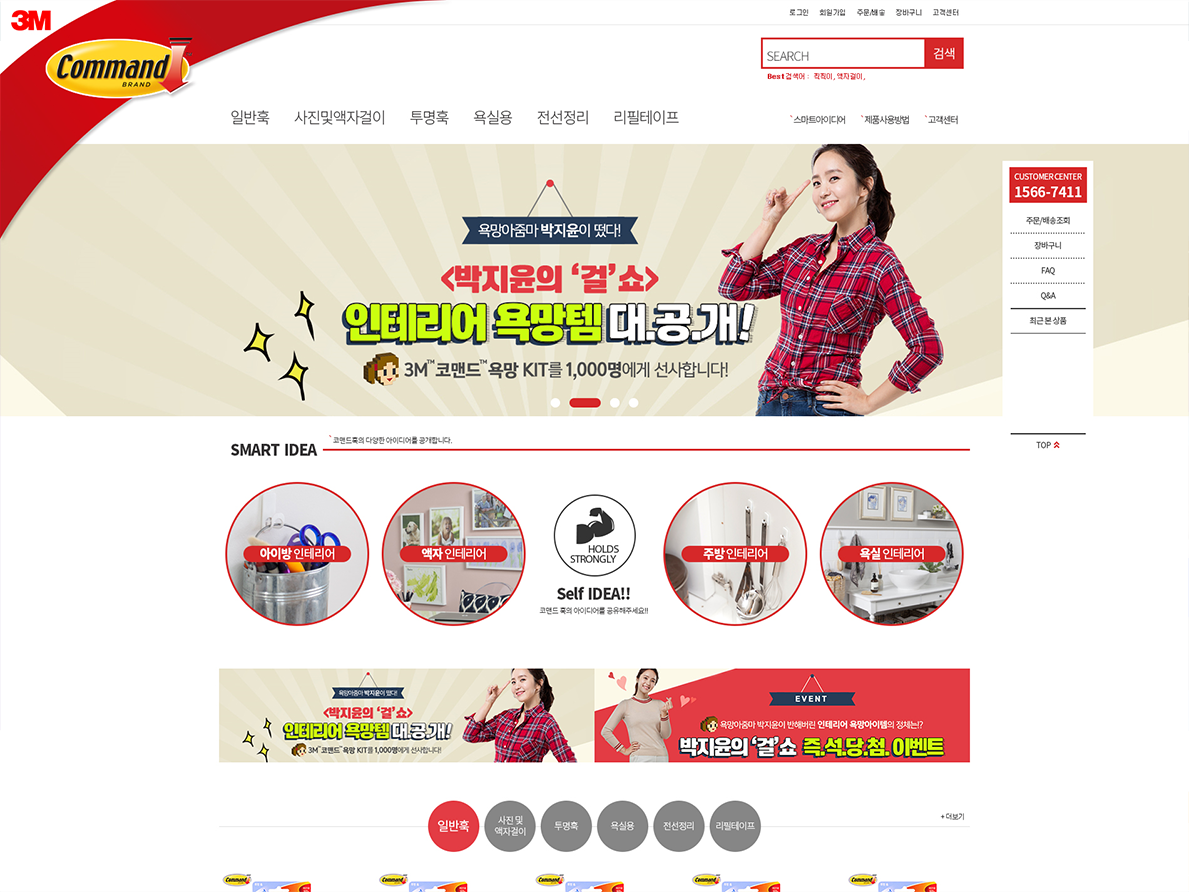 3M
Command
BRAND
로그인 회원가입 주문/배송 장바구니 고객센터
SEARCH 검색
Best 검색어 : 찍찍이, 액자걸이,
일반훅 사진및액자걸이 투명훅 욕실용 전선정리 리필테이프
*스마트아이디어 *제품사용방법 *고객센터
욕망아줌마 박지윤이 떴다!
<박지윤의 ‘걸’쇼>
인테리어 욕망템 대.공.개!
3M™ 코맨드™ 욕망 KIT를 1,000명에게 선사합니다!
CUSTOMER CENTER
1566-7411
주문/배송조회
장바구니
FAQ
Q&A
최근 본 상품
TOP
SMART IDEA *코맨드훅의 다양한 아이디어를 공개합니다.
아이방 인테리어
액자 인테리어
HOLDS
STRONGLY
Self IDEA!!
코맨드 훅의 아이디어를 공유해주세요!!
주방 인테리어
욕실 인테리어
욕망아줌마 박지윤이 떴다!
<박지윤의 ‘걸’쇼>
인테리어 욕망템 대.공.개!
3M™ 코맨드™ 욕망 KIT를 1,000명에게 선사합니다!
EVENT
욕망아줌마 박지윤이 반해버린 인테리어 욕망아이템의 정체는!?
박지윤의 ‘걸’쇼 즉.석.당.첨. 이벤트
+ 더보기
일반훅
사진 및
액자걸이
투명훅
욕실용
전선정리
리필테이프
Command
Command
Command
Command
Command